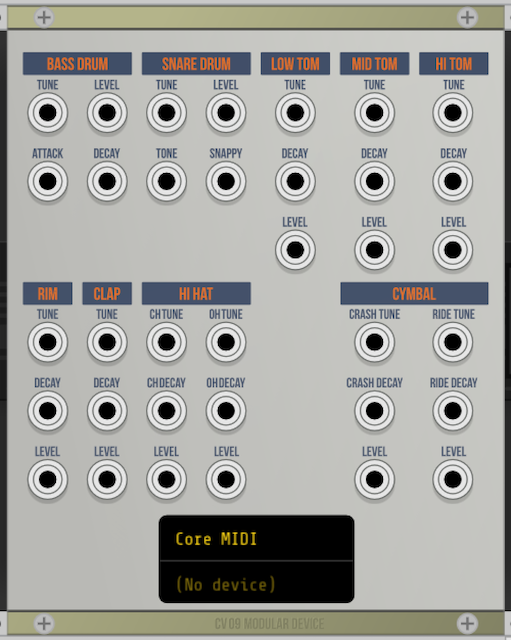 BASS DRUM SNARE DRUM LOW TOM MID TOM HI TOM
TUNE LEVEL TUNE LEVEL TUNE TUNE TUNE
ATTACK DECAY TONE SNAPPY DECAY DECAY DECAY
LEVEL LEVEL LEVEL
RIM CLAP HI HAT CYMBAL
TUNE TUNE CH TUNE OH TUNE CRASH TUNE RIDE TUNE
DECAY DECAY CH DECAY OH DECAY CRASH DECAY RIDE DECAY
LEVEL LEVEL LEVEL LEVEL LEVEL LEVEL
Core MIDI
(No device)
CV 09 MODULAR DEVICE